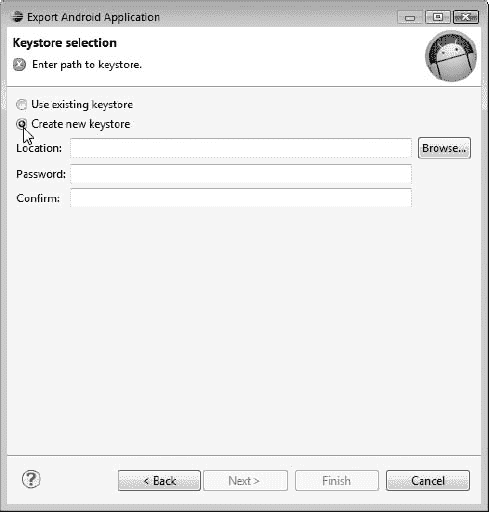 Export Android Application
Keystore selection
Enter path to keystore.
Use existing keystore
Create new keystore
Location:
Browse...
Password:
Confirm:
?
< Back
Next >
Finish
Cancel